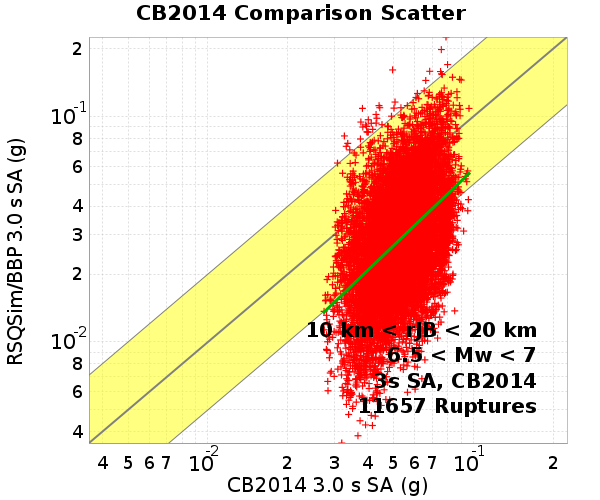 CB2014 Comparison Scatter
RSQSim/BBP 3.0 s SA (g)
2
10-1
8
6
4
3
2
10-2
8
6
4
10 km < rJB < 20 km
6.5 < Mw < 7
3s SA, CB2014
11657 Ruptures
4 5 6 7 10-2 2 3 4 5 6 7 10-1 2
CB2014 3.0 s SA (g)